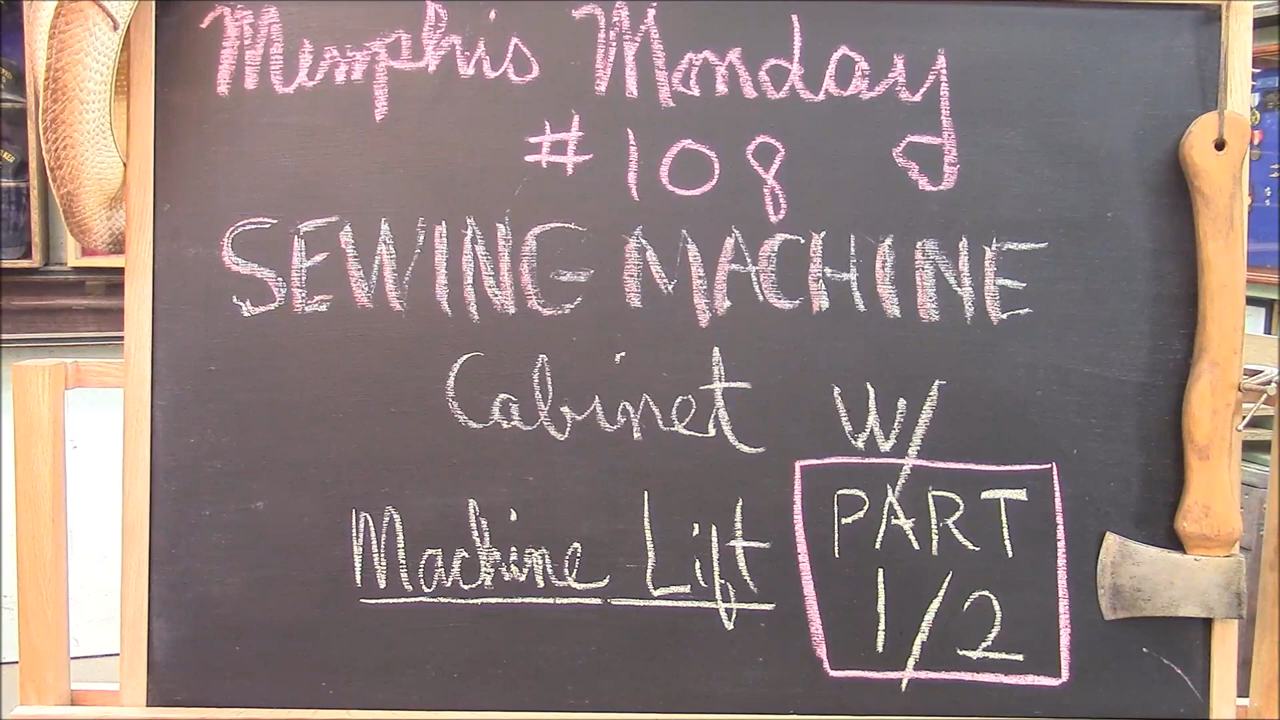 Memphis Monday
#108
SEWING MACHINE
Cabinet w/
Machine Lift
PART
1/2